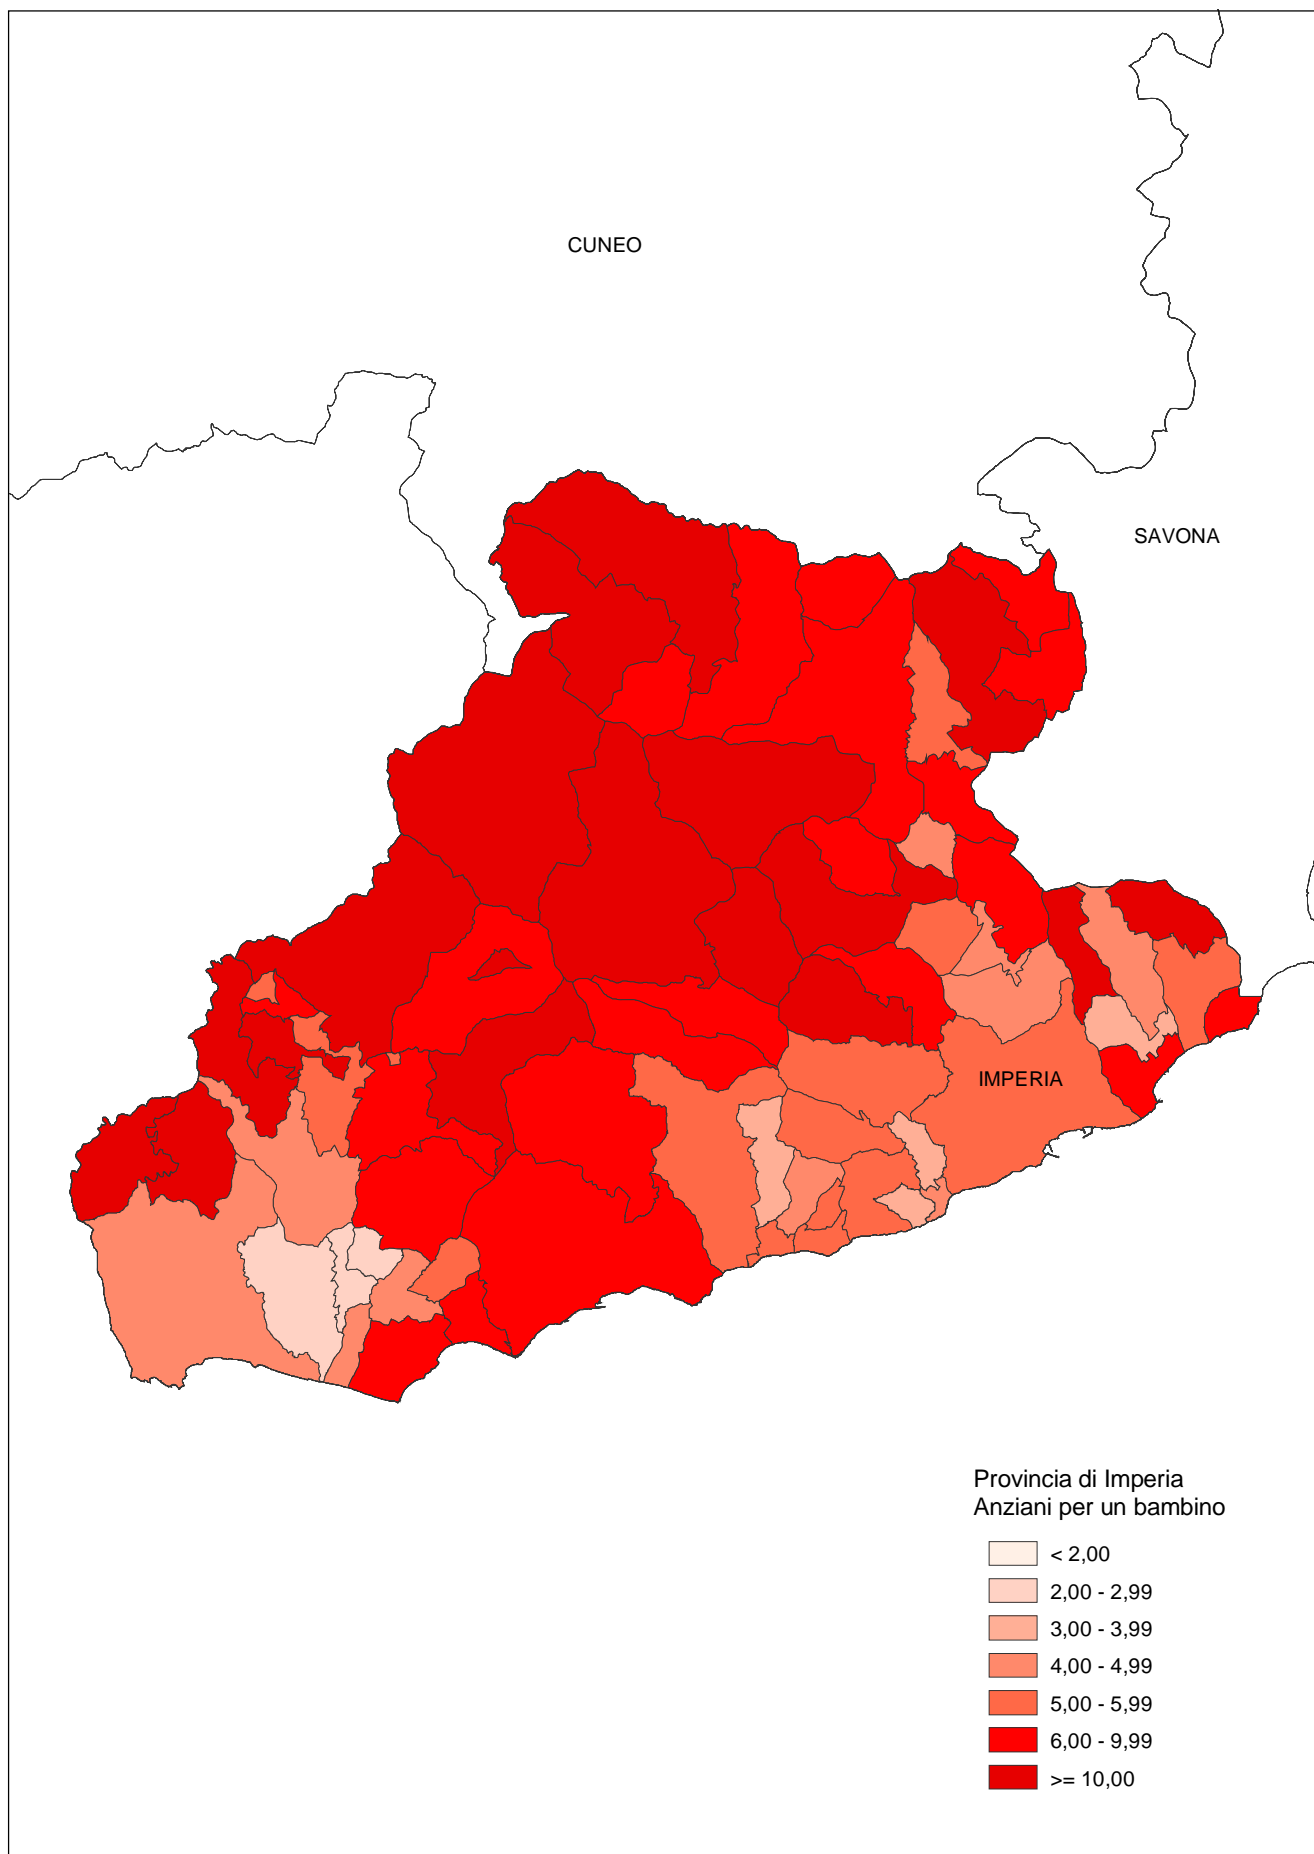 CUNEO
SAVONA
IMPERIA
Provincia di Imperia
Anziani per un bambino
< 2,00
2,00 - 2,99
3,00 - 3,99
4,00 - 4,99
5,00 - 5,99
6,00 - 9,99
>= 10,00